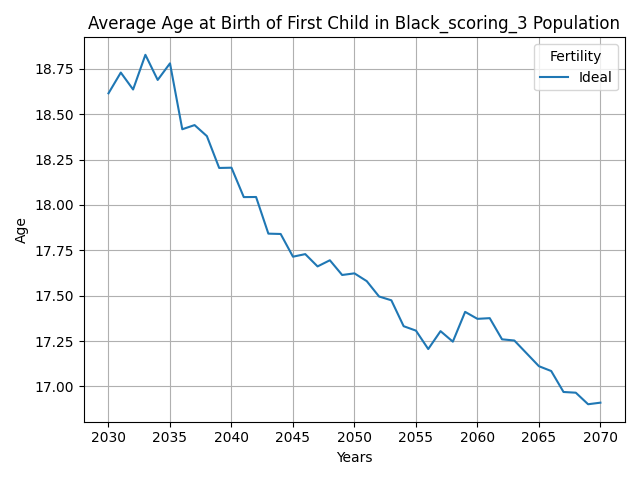 Average Age at Birth of First Child in Black_scoring_3 Population
Fertility
Ideal
18.75
18.50
18.25
18.00
17.75
17.50
17.25
17.00
Age
2030 2035 2040 2045 2050 2055 2060 2065 2070
Years